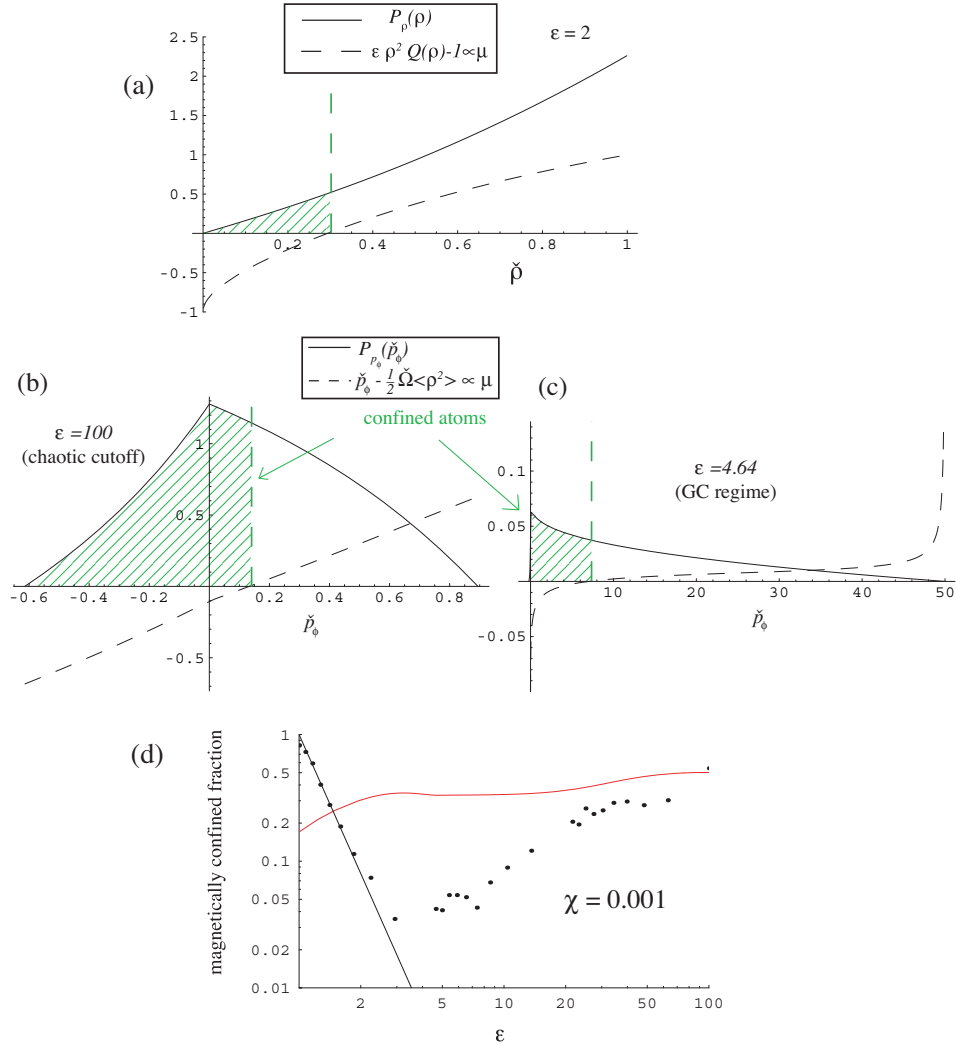 P_ρ(ρ)
ε ρ² Q(ρ)-1∝μ
ε = 2
(a)
2.5
2
1.5
1
0.5
-0.5
-1
0.2 0.4 0.6 0.8 1
ρ̌
P_{p_ϕ}(p̌_ϕ)
p̌_ϕ - ½ Ω̌<ρ²> ∝ μ
(b)
(c)
confined atoms
ε =100
(chaotic cutoff)
1
0.5
-0.5
-0.6 -0.4 -0.2 0.2 0.4 0.6 0.8
p̌_ϕ
ε =4.64
(GC regime)
0.1
0.05
-0.05
10 20 30 40 50
p̌_ϕ
(d)
magnetically confined fraction
1
0.5
0.2
0.1
0.05
0.02
0.01
χ = 0.001
2 5 10 20 50 100
ε